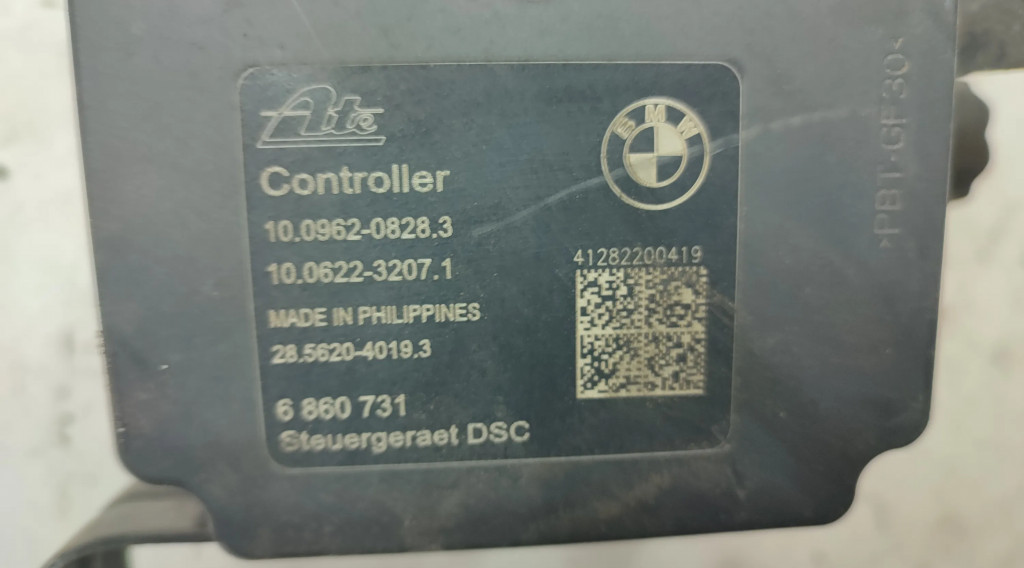 Ate
BMW
Controller
10.0962-0828.3
10.0622-3207.1
41282200419
MADE IN PHILIPPINES
28.5620-4019.3
6 860 731
Steuergeraet DSC
>PBT-GF30<